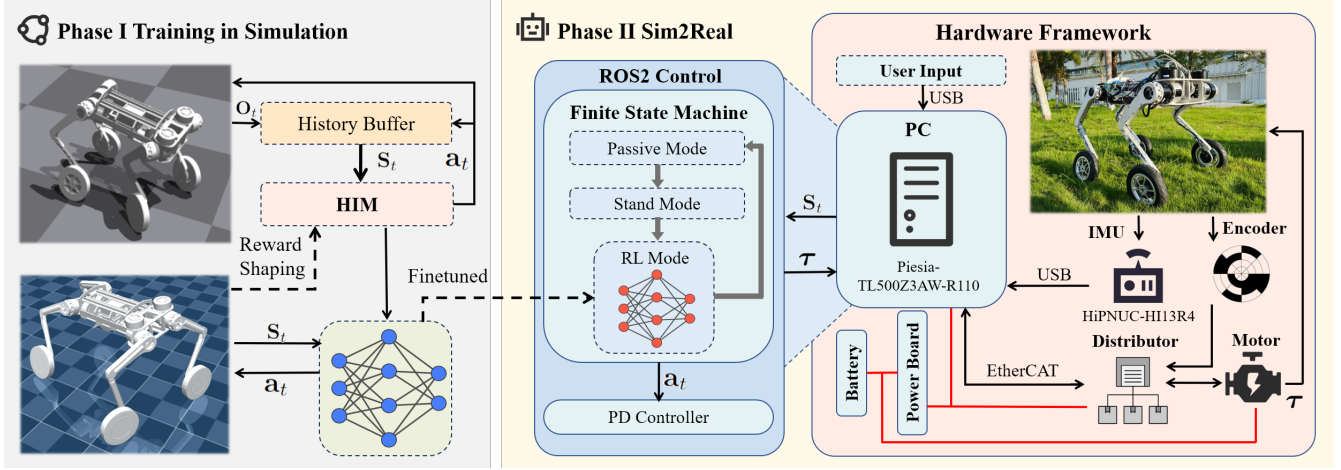 Phase I Training in Simulation
o_t
History Buffer
s_t
a_t
HIM
Reward
Shaping
Finetuned
s_t
a_t
Phase II Sim2Real
ROS2 Control
Finite State Machine
Passive Mode
Stand Mode
RL Mode
a_t
PD Controller
s_t
τ
Hardware Framework
User Input
USB
PC
Piesia-
TL500Z3AW-R110
IMU
Encoder
USB
HiPNUC-HI13R4
Distributor
Motor
EtherCAT
Battery
Power Board
τ